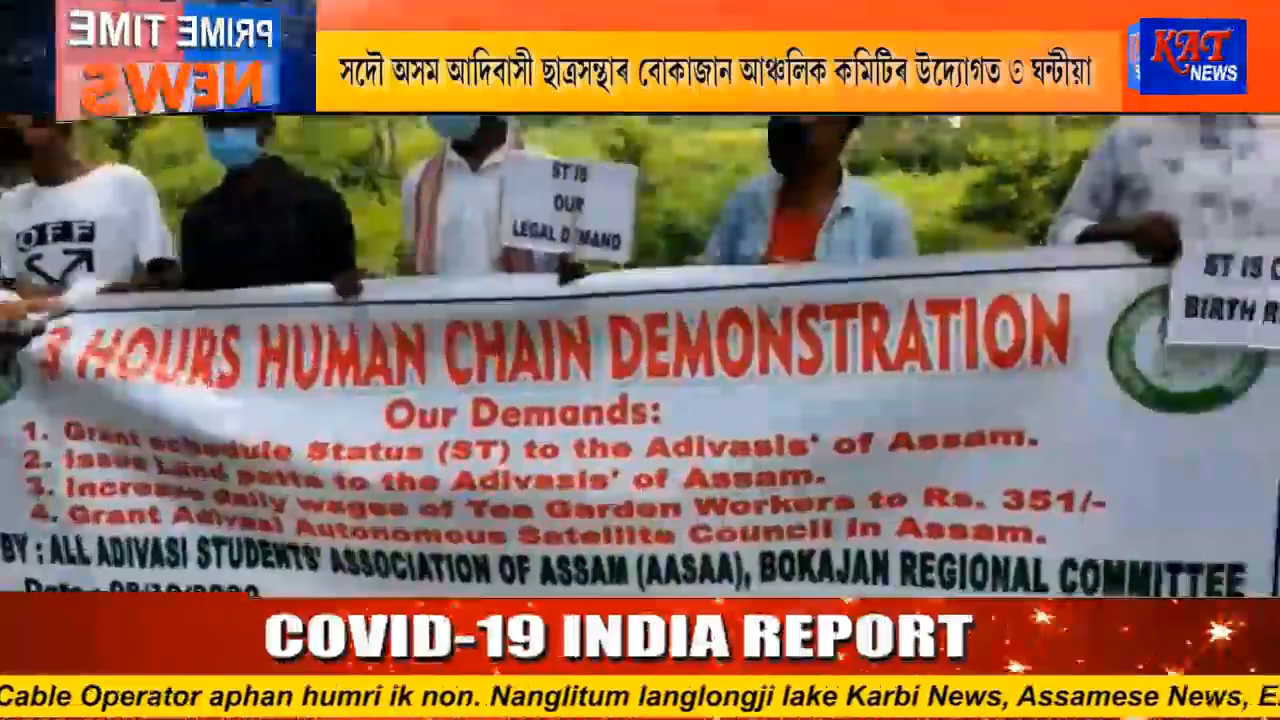 PRIME TIME
NEWS
সদৌ অসম আদিবাসী ছাত্ৰসন্থাৰ বোকাজান আঞ্চলিক কমিটিৰ উদ্যোগত ৩ ঘন্টীয়া
KAT
NEWS
OFF
ST IS
OUR
LEGAL DEMAND
ST IS
BIRTH
3 HOURS HUMAN CHAIN DEMONSTRATION
Our Demands:
1. Grant schedule Status (ST) to the Adivasis' of Assam.
2. Issue Land patta to the Adivasis' of Assam.
3. Increase daily wages of Tea Garden Workers to Rs. 351/-
4. Grant Adivasi Autonomous Satellite Council in Assam.
BY : ALL ADIVASI STUDENTS' ASSOCIATION OF ASSAM (AASAA), BOKAJAN REGIONAL COMMITTEE
COVID-19 INDIA REPORT
Cable Operator aphan humri ik non. Nanglitum langlongji lake Karbi News, Assamese News, E